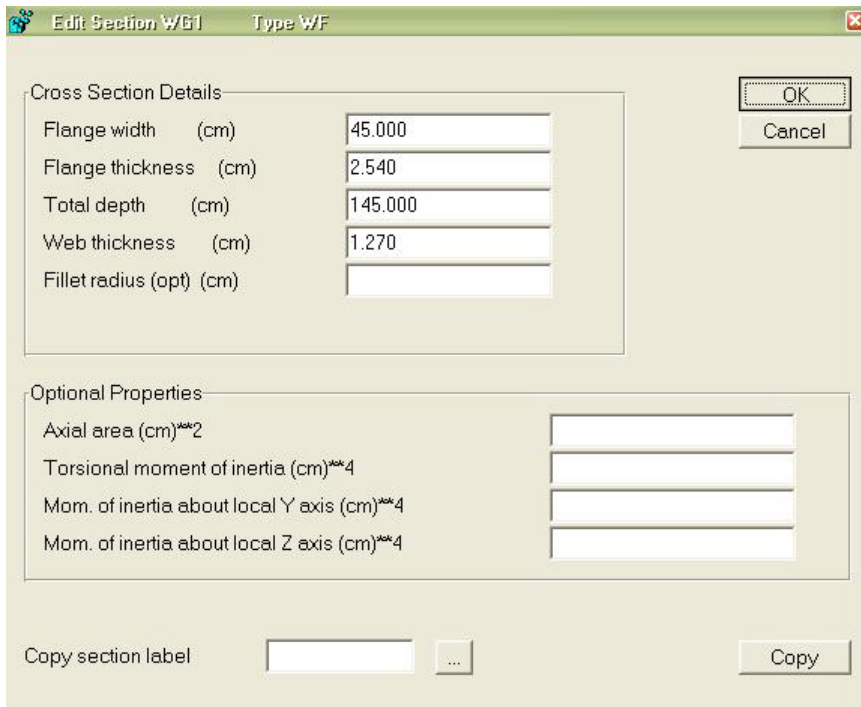 Edit Section WG1 Type WF
Cross Section Details
OK
Flange width (cm) 45.000
Cancel
Flange thickness (cm) 2.540
Total depth (cm) 145.000
Web thickness (cm) 1.270
Fillet radius (opt) (cm)
Optional Properties
Axial area (cm)**2
Torsional moment of inertia (cm)**4
Mom. of inertia about local Y axis (cm)**4
Mom. of inertia about local Z axis (cm)**4
Copy section label ... Copy